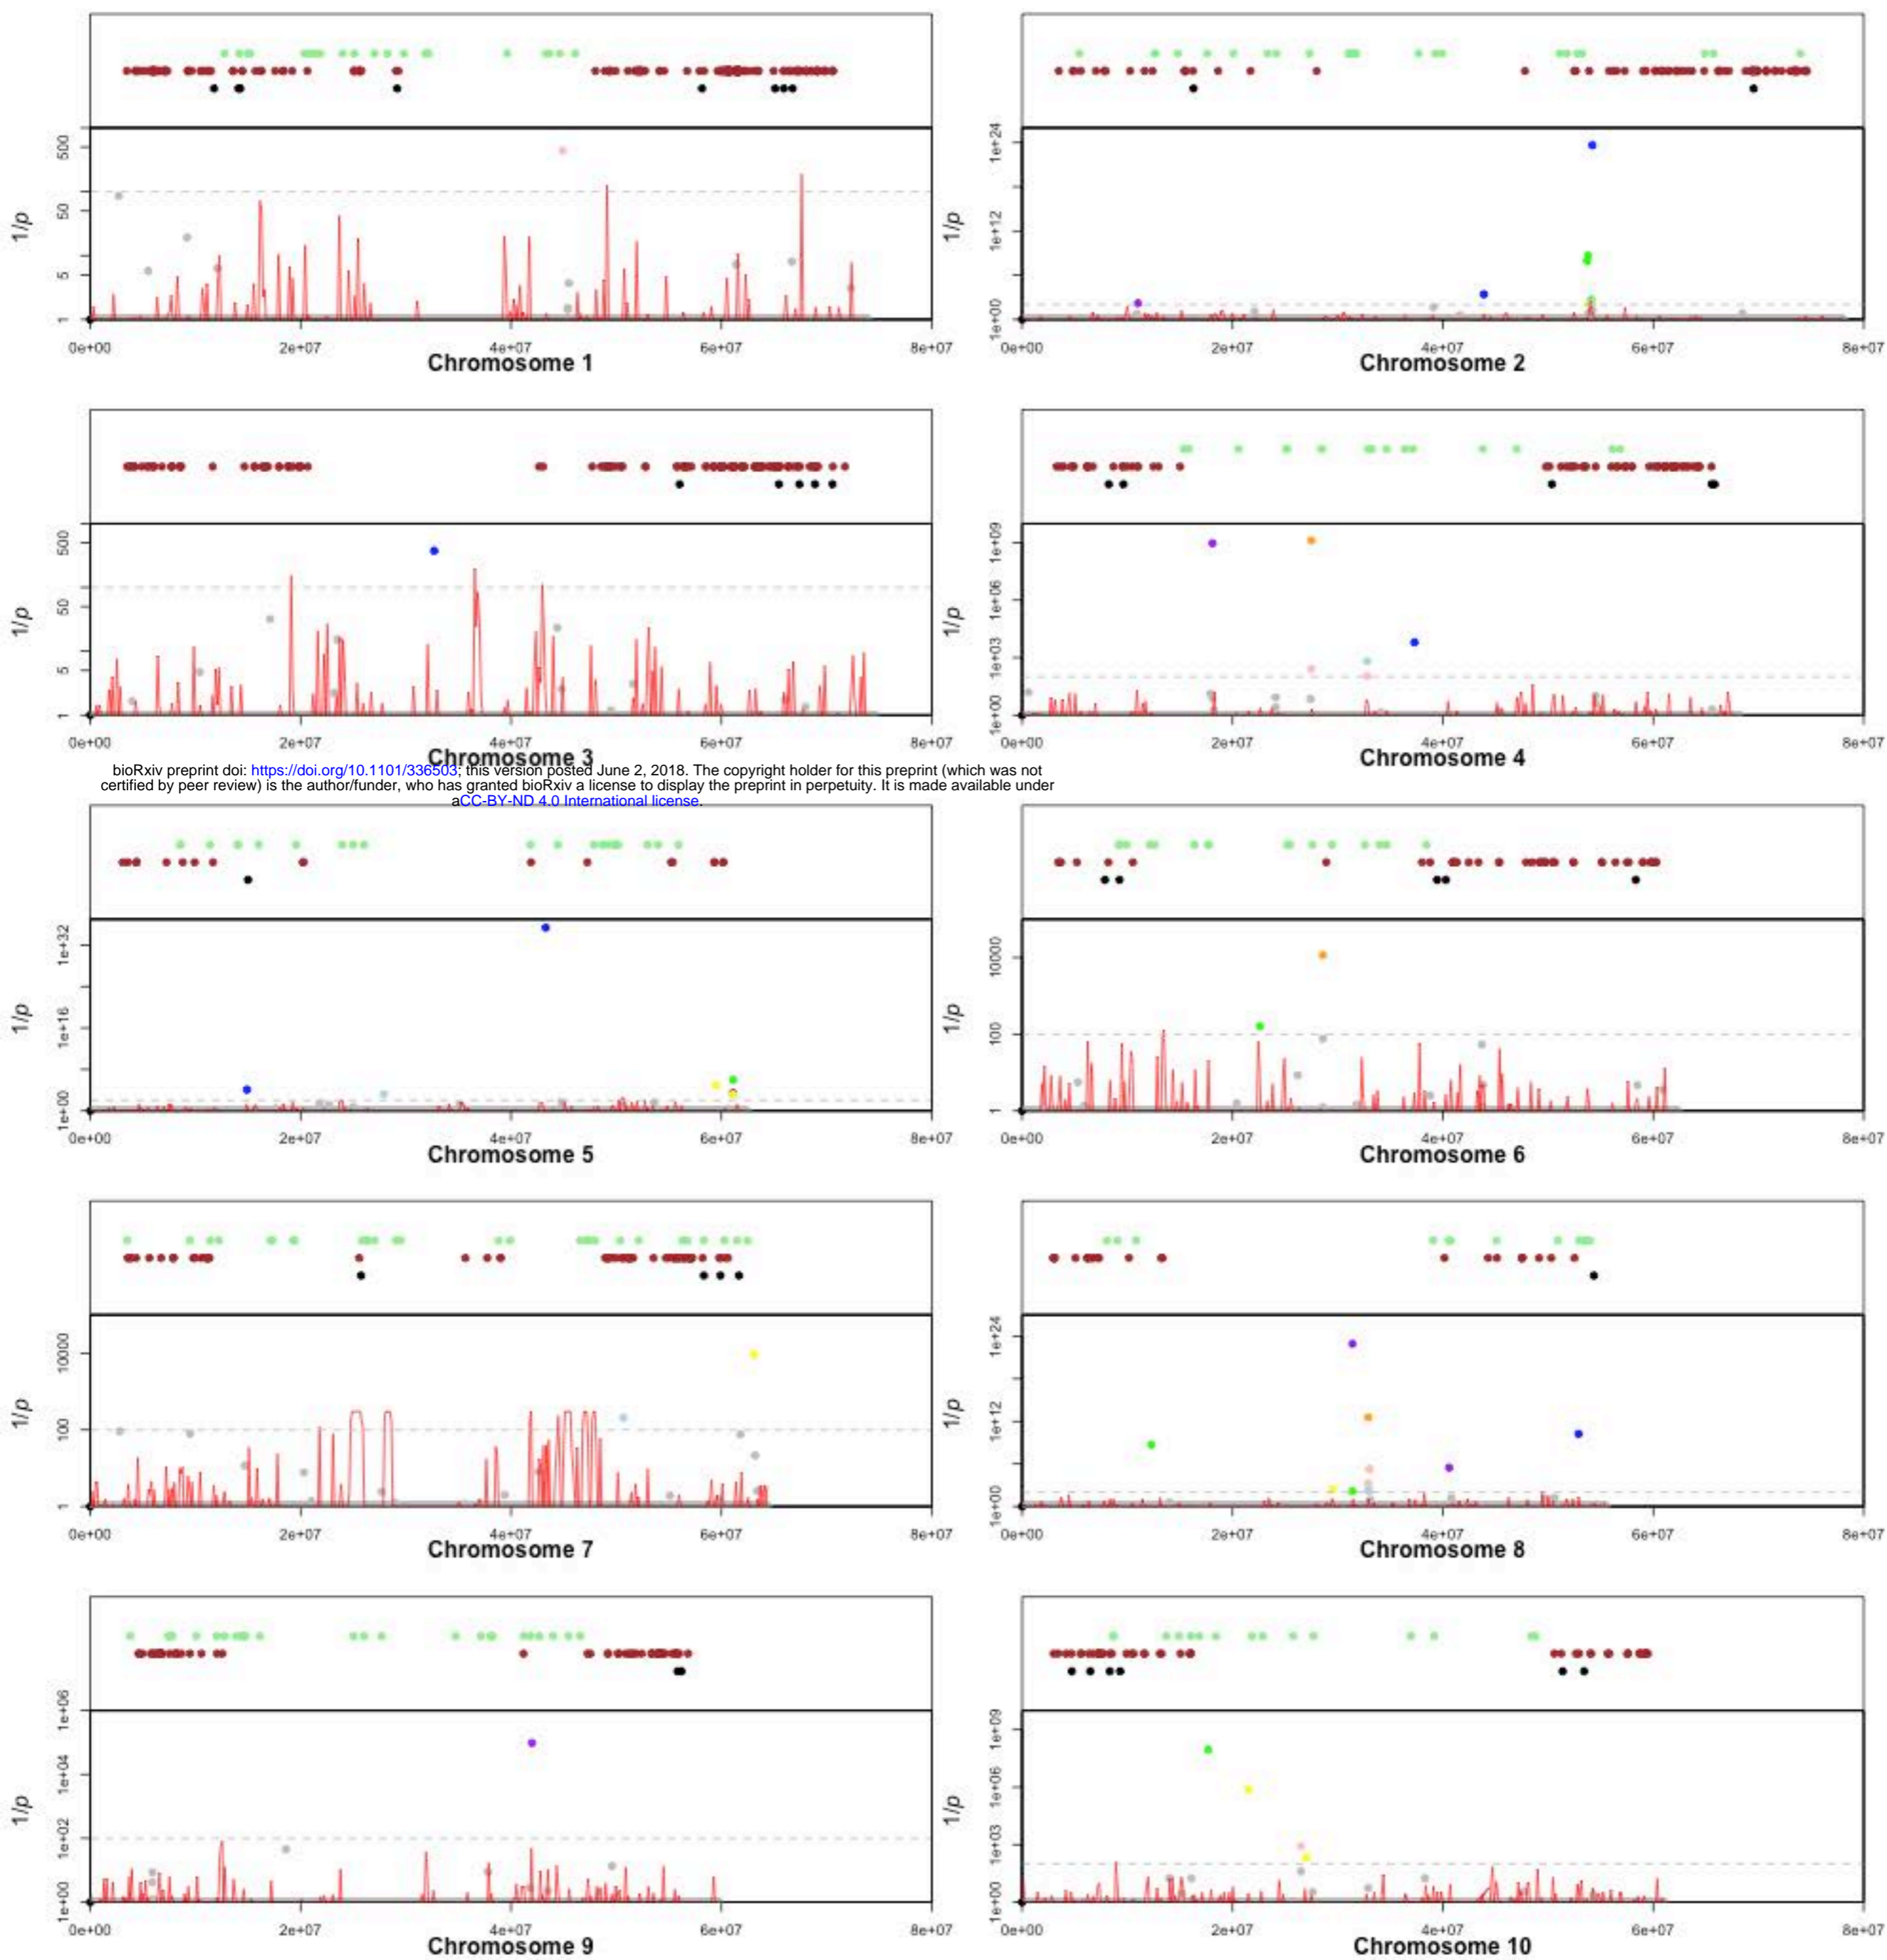 500
50
5
1
1/p
0e+00 2e+07 4e+07 6e+07 8e+07
Chromosome 1
1e+24
1e+12
1e+00
1/p
0e+00 2e+07 4e+07 6e+07 8e+07
Chromosome 2
500
50
5
1
1/p
0e+00 2e+07 4e+07 6e+07 8e+07
Chromosome 3
1e+09
1e+06
1e+03
1e+00
1/p
0e+00 2e+07 4e+07 6e+07 8e+07
Chromosome 4
bioRxiv preprint doi: https://doi.org/10.1101/336503; this version posted June 2, 2018. The copyright holder for this preprint (which was not
certified by peer review) is the author/funder, who has granted bioRxiv a license to display the preprint in perpetuity. It is made available under
aCC-BY-ND 4.0 International license.
1e+32
1e+16
1e+00
1/p
0e+00 2e+07 4e+07 6e+07 8e+07
Chromosome 5
10000
100
1
1/p
0e+00 2e+07 4e+07 6e+07 8e+07
Chromosome 6
10000
100
1
1/p
0e+00 2e+07 4e+07 6e+07 8e+07
Chromosome 7
1e+24
1e+12
1e+00
1/p
0e+00 2e+07 4e+07 6e+07 8e+07
Chromosome 8
1e+06
1e+04
1e+02
1e+00
1/p
0e+00 2e+07 4e+07 6e+07 8e+07
Chromosome 9
1e+09
1e+06
1e+03
1e+00
1/p
0e+00 2e+07 4e+07 6e+07 8e+07
Chromosome 10